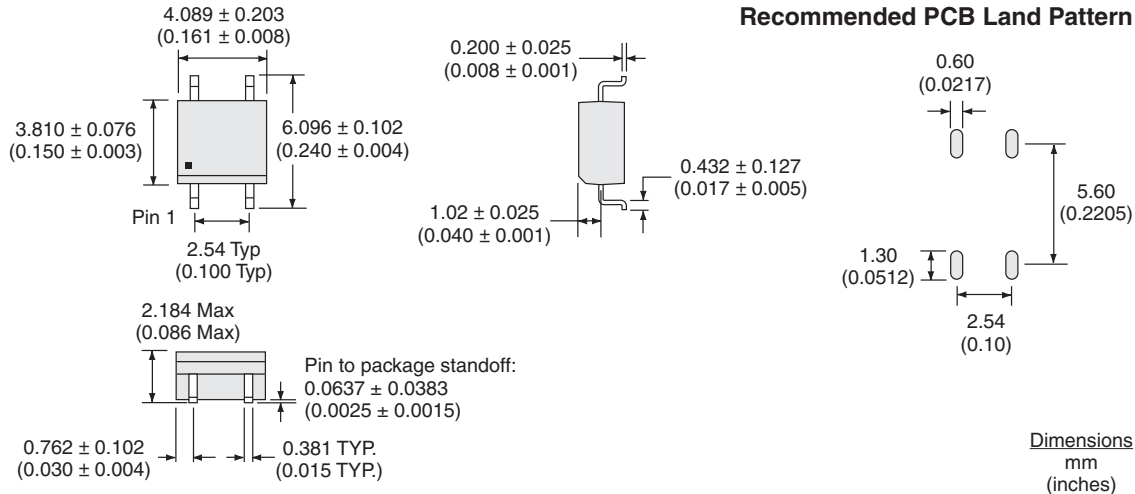 4.089 ± 0.203
(0.161 ± 0.008)
3.810 ± 0.076
(0.150 ± 0.003)
6.096 ± 0.102
(0.240 ± 0.004)
Pin 1
2.54 Typ
(0.100 Typ)
0.200 ± 0.025
(0.008 ± 0.001)
0.432 ± 0.127
(0.017 ± 0.005)
1.02 ± 0.025
(0.040 ± 0.001)
Recommended PCB Land Pattern
0.60
(0.0217)
5.60
(0.2205)
1.30
(0.0512)
2.54
(0.10)
2.184 Max
(0.086 Max)
Pin to package standoff:
0.0637 ± 0.0383
(0.0025 ± 0.0015)
0.762 ± 0.102
(0.030 ± 0.004)
0.381 TYP.
(0.015 TYP.)
Dimensions
mm
(inches)